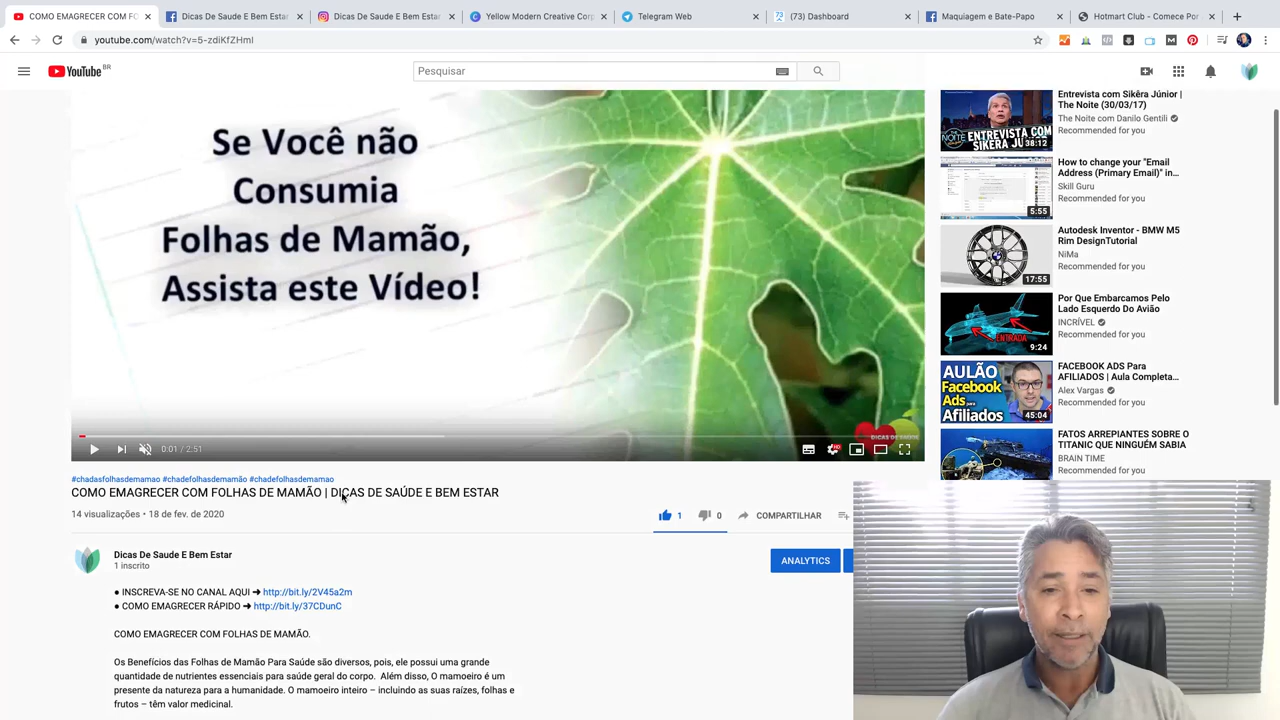 COMO EMAGRECER COM FO
Dicas De Saude E Bem Estar
Dicas De Saude E Bem Estar
Yellow Modern Creative Corp
Telegram Web
(73) Dashboard
Maquiagem e Bate-Papo
Hotmart Club - Comece Por
youtube.com/watch?v=5-zdiKfZHmI
YouTube BR
Pesquisar
Se Você não
Consumia
Folhas de Mamão,
Assista este Vídeo!
DICAS DE SAÚDE
0:01 / 2:51
#chadasfolhasdemamao #chadefolhasdemamão #chadefolhasdemamao
COMO EMAGRECER COM FOLHAS DE MAMÃO | DICAS DE SAÚDE E BEM ESTAR
14 visualizações • 18 de fev. de 2020
1
0
COMPARTILHAR
Dicas De Saude E Bem Estar
1 inscrito
ANALYTICS
● INSCREVA-SE NO CANAL AQUI ➜ http://bit.ly/2V45a2m
● COMO EMAGRECER RÁPIDO ➜ http://bit.ly/37CDunC
COMO EMAGRECER COM FOLHAS DE MAMÃO.
Os Benefícios das Folhas de Mamão Para Saúde são diversos, pois, ele possui uma grande
quantidade de nutrientes essenciais para saúde geral do corpo. Além disso, O mamoeiro é um
presente da natureza para a humanidade. O mamoeiro inteiro – incluindo as suas raízes, folhas e
frutos – têm valor medicinal.
THE NOITE
ENTREVISTA COM
SIKERA JÚ
38:12
Entrevista com Sikêra Júnior |
The Noite (30/03/17)
The Noite com Danilo Gentili
Recommended for you
5:55
How to change your "Email
Address (Primary Email)" in...
Skill Guru
Recommended for you
17:55
Autodesk Inventor - BMW M5
Rim DesignTutorial
NiMa
Recommended for you
ENTRADA
9:24
Por Que Embarcamos Pelo
Lado Esquerdo Do Avião
INCRÍVEL
Recommended for you
AULÃO
Facebook
Ads para
AFILIADOS
45:04
FACEBOOK ADS Para
AFILIADOS | Aula Completa...
Alex Vargas
Recommended for you
FATOS ARREPIANTES SOBRE O
TITANIC QUE NINGUÉM SABIA
BRAIN TIME
Recommended for you